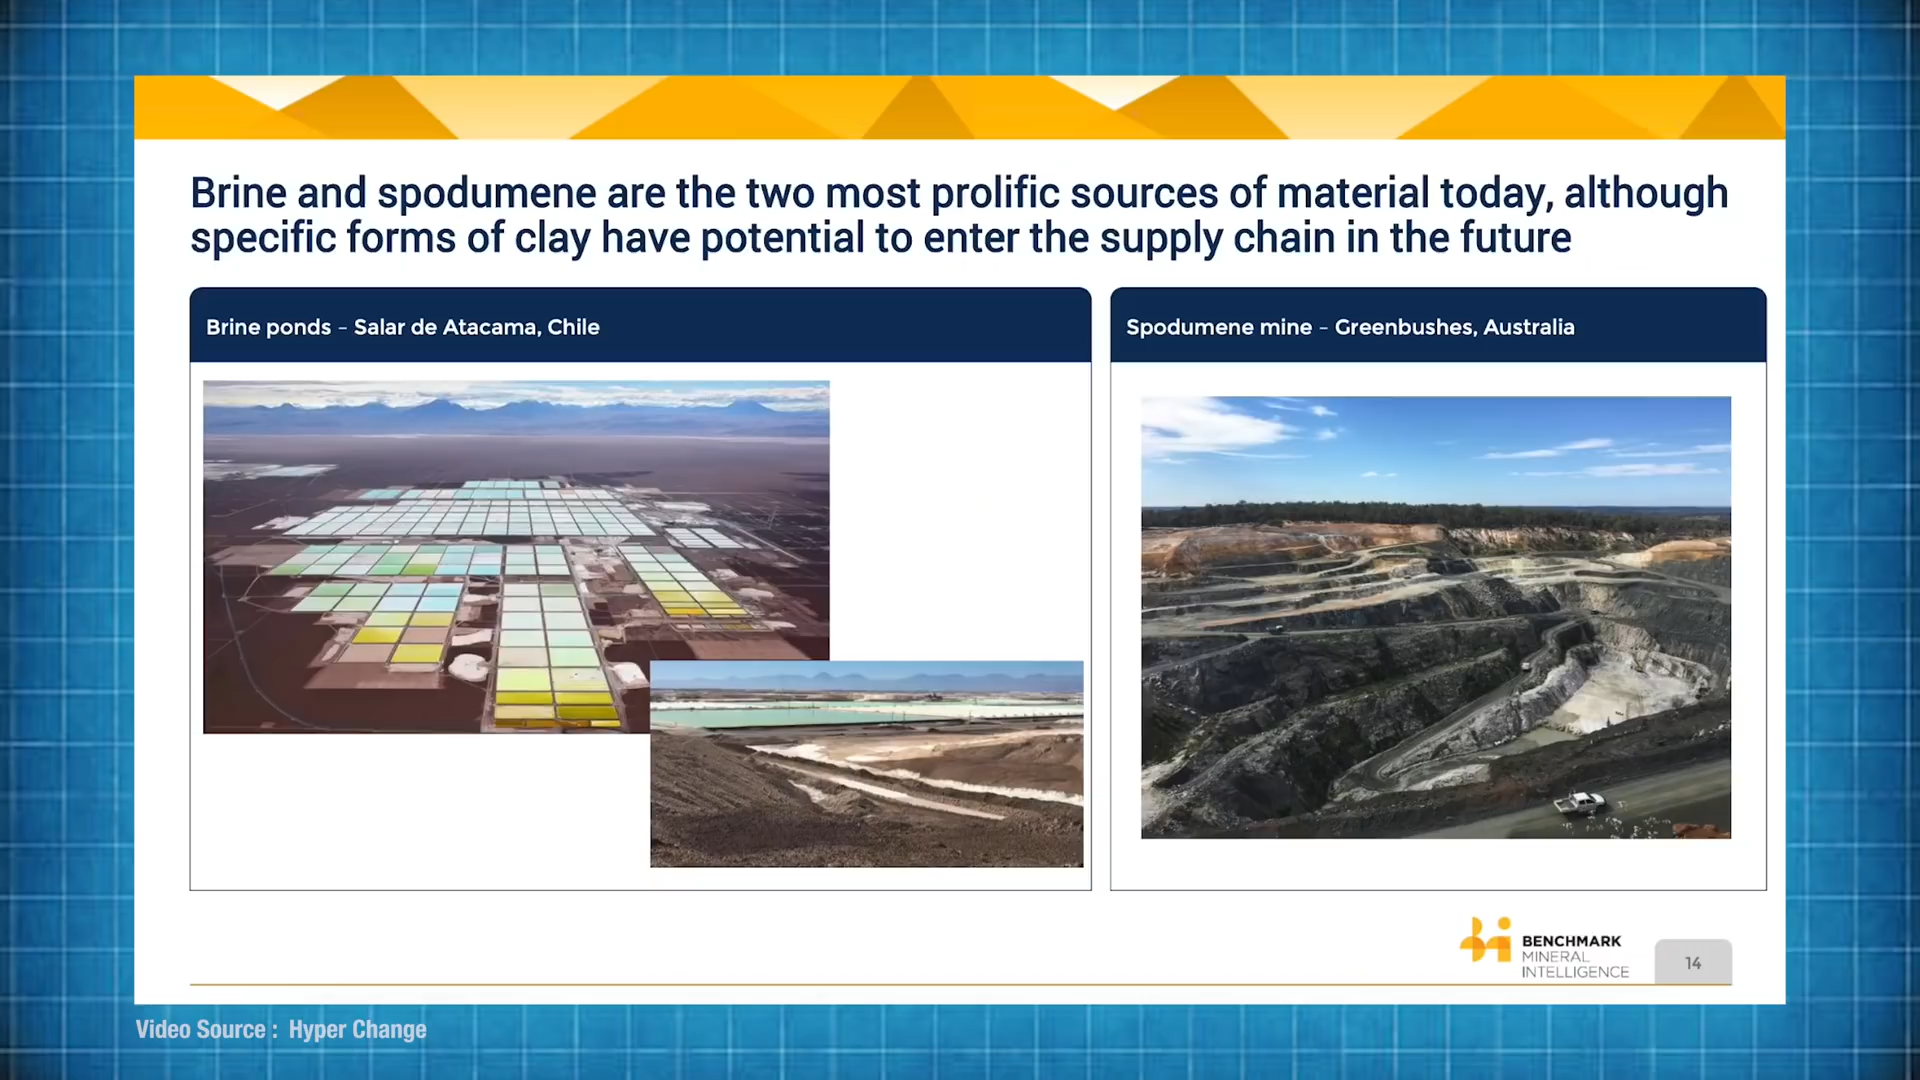 Brine and spodumene are the two most prolific sources of material today, although
specific forms of clay have potential to enter the supply chain in the future
Brine ponds – Salar de Atacama, Chile
Spodumene mine – Greenbushes, Australia
BENCHMARK
MINERAL
INTELLIGENCE
14
Video Source : Hyper Change